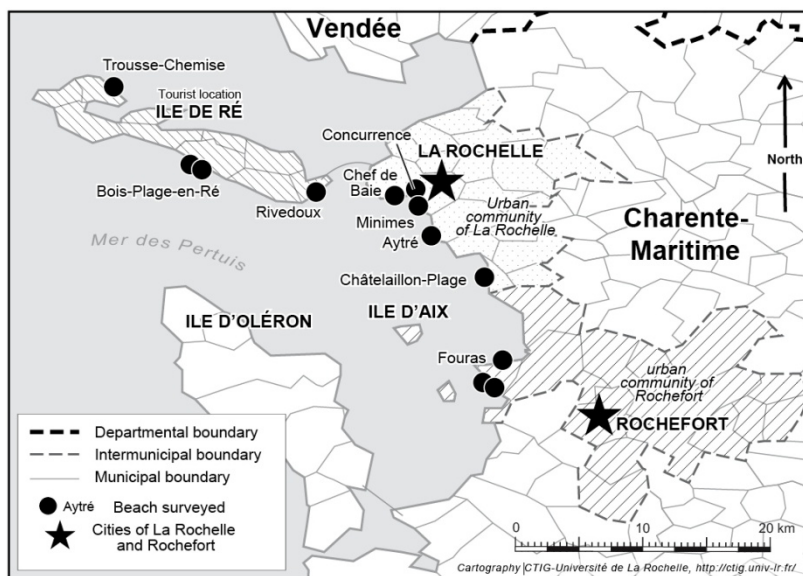 Vendée
Trousse-Chemise
Tourist location
ILE DE RÉ
Concurrence
LA ROCHELLE
North
Chef de
Baie
Bois-Plage-en-Ré
Rivedoux
Minimes
Urban
community
of La Rochelle
Charente-
Maritime
Aytré
Mer des Pertuis
Châtelaillon-Plage
ILE D'OLÉRON
ILE D'AIX
Fouras
urban
community of
Rochefort
ROCHEFORT
Departmental boundary
Intermunicipal boundary
Municipal boundary
Aytré Beach surveyed
Cities of La Rochelle
and Rochefort
0 10 20 km
Cartography CTIG-Université de La Rochelle, http://ctig.univ-lr.fr/